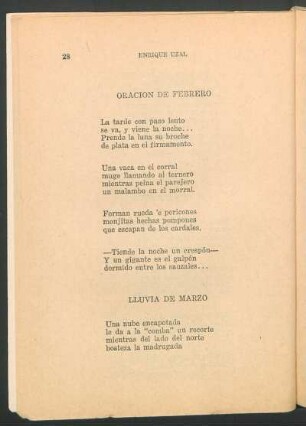 28
ENRIQUE UZAL
ORACION DE FEBRERO
La tarde con paso lento
se va, y viene la noche...
Prende la luna su broche
de plata en el firmamento.
Una vaca en el corral
muge llamando al ternero
mientras peina el parejero
un malambo en el morral.
Forman rueda 'e pericones
monjitas hechas pompones
que escapan de los cardales.
—Tiende la noche un crespón—
Y un gigante es el galpón
dormido entre los sauzales...
LLUVIA DE MARZO
Una nube encapotada
le da a la "comba" un recorte
mientras del lado del norte
bosteza la madrugada